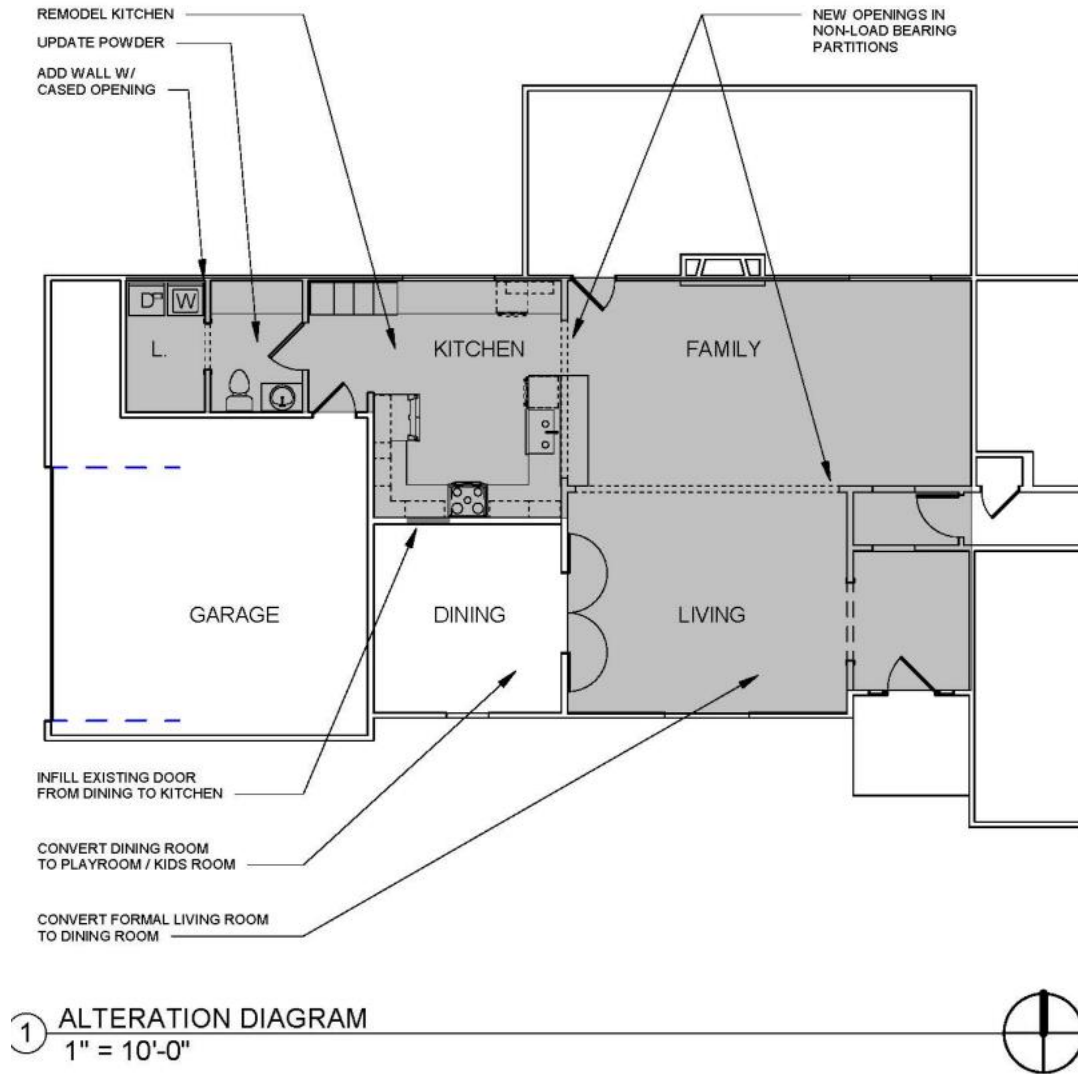 REMODEL KITCHEN
UPDATE POWDER
ADD WALL W/
CASED OPENING
NEW OPENINGS IN
NON-LOAD BEARING
PARTITIONS
D
W
L.
KITCHEN
FAMILY
GARAGE
DINING
LIVING
INFILL EXISTING DOOR
FROM DINING TO KITCHEN
CONVERT DINING ROOM
TO PLAYROOM / KIDS ROOM
CONVERT FORMAL LIVING ROOM
TO DINING ROOM
1
ALTERATION DIAGRAM
1" = 10'-0"